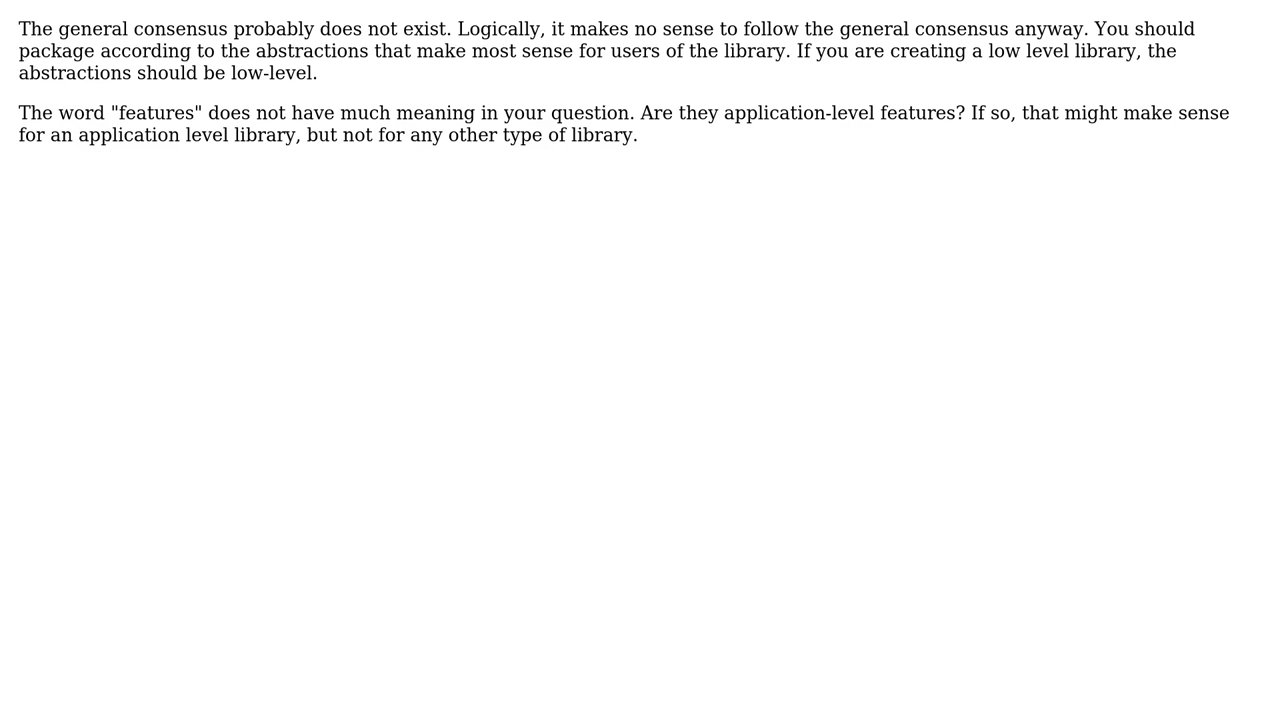 The general consensus probably does not exist. Logically, it makes no sense to follow the general consensus anyway. You should
package according to the abstractions that make most sense for users of the library. If you are creating a low level library, the
abstractions should be low-level.
The word "features" does not have much meaning in your question. Are they application-level features? If so, that might make sense
for an application level library, but not for any other type of library.